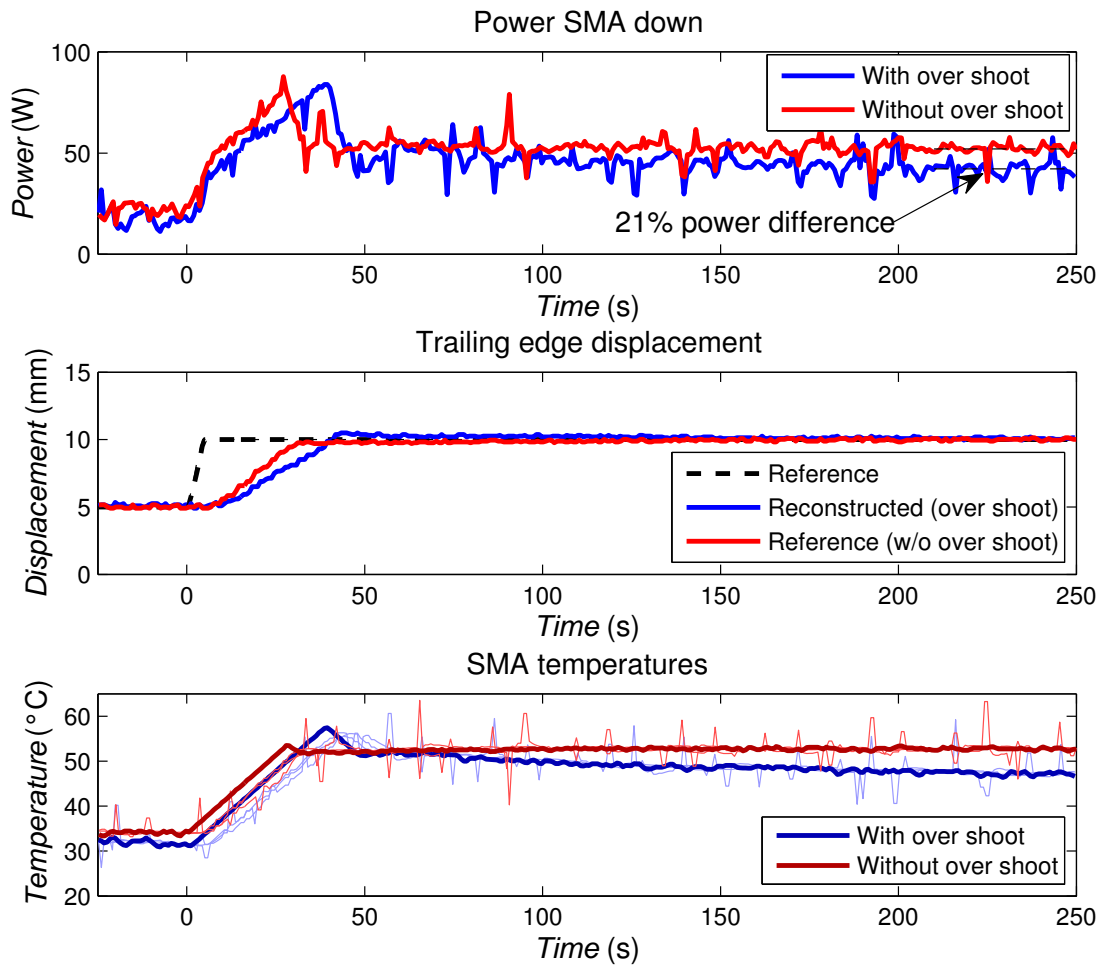 Power SMA down
Power (W)
100
50
0
With over shoot
Without over shoot
21% power difference
0 50 100 150 200 250
Time (s)
Trailing edge displacement
Displacement (mm)
15
10
5
0
Reference
Reconstructed (over shoot)
Reference (w/o over shoot)
0 50 100 150 200 250
Time (s)
SMA temperatures
Temperature (° C)
60
50
40
30
20
With over shoot
Without over shoot
0 50 100 150 200 250
Time (s)